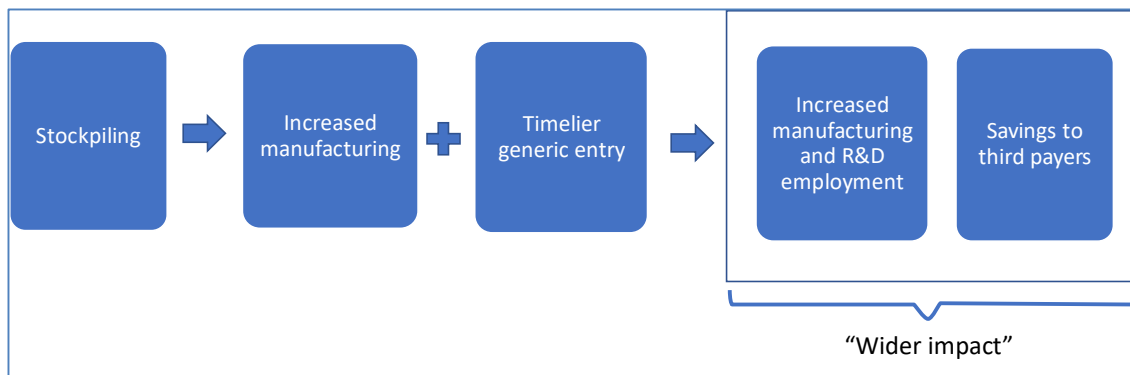 Stockpiling
Increased
manufacturing
Timelier
generic entry
Increased
manufacturing
and R&D
employment
Savings to
third payers
“Wider impact”